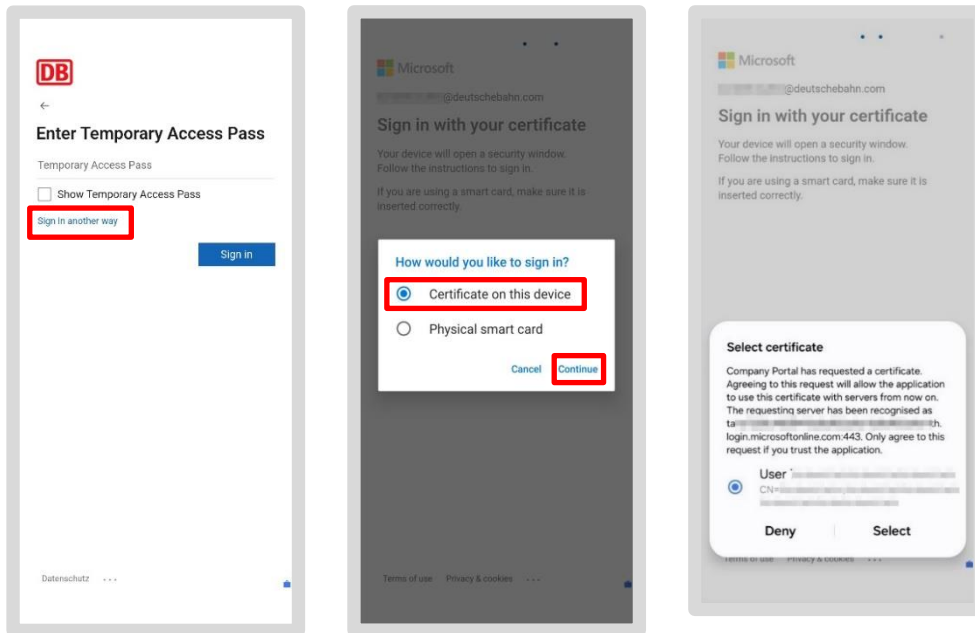 DB
Enter Temporary Access Pass
Temporary Access Pass
Show Temporary Access Pass
Sign in another way
Sign in
Datenschutz ...
Microsoft
@deutschebahn.com
Sign in with your certificate
Your device will open a security window.
Follow the instructions to sign in.
If you are using a smart card, make sure it is
inserted correctly.
How would you like to sign in?
Certificate on this device
Physical smart card
Cancel Continue
Terms of use Privacy & cookies ...
Microsoft
@deutschebahn.com
Sign in with your certificate
Your device will open a security window.
Follow the instructions to sign in.
If you are using a smart card, make sure it is
inserted correctly.
Select certificate
Company Portal has requested a certificate.
Agreeing to this request will allow the application
to use this certificate with servers from now on.
The requesting server has been recognised as
ta th.
login.microsoftonline.com:443. Only agree to this
request if you trust the application.
User
CN=
Deny Select
Terms of use Privacy & cookies ...